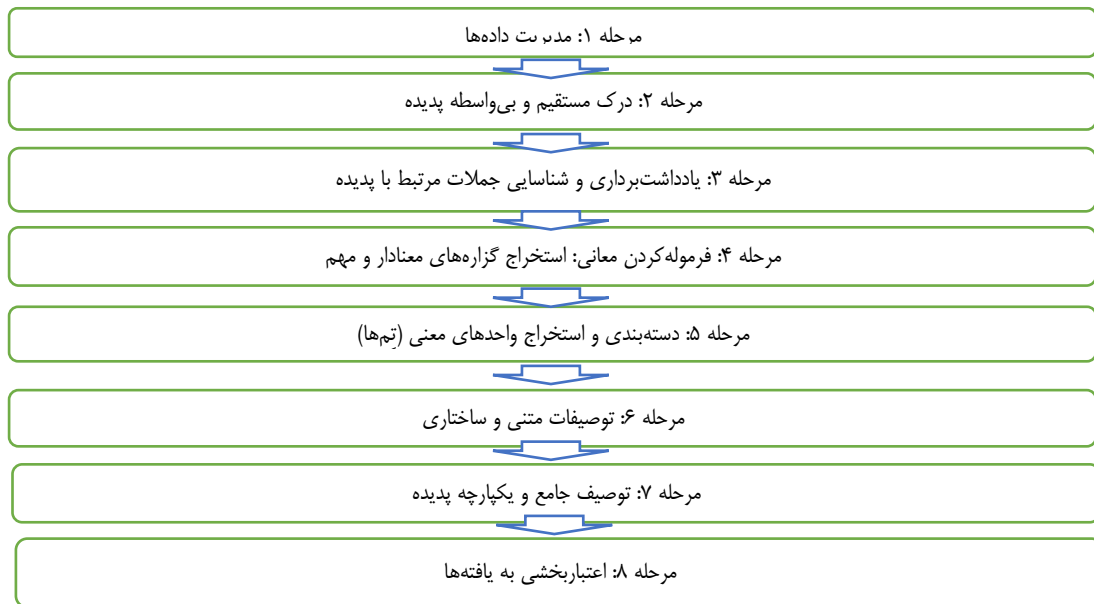 مرحله ۱: مدیریت داده‌ها
مرحله ۲: درک مستقیم و بی‌واسطه پدیده
مرحله ۳: یادداشت‌برداری و شناسایی جملات مرتبط با پدیده
مرحله ۴: فرموله‌کردن معانی: استخراج گزاره‌های معنادار و مهم
مرحله ۵: دسته‌بندی و استخراج واحدهای معنی (تِم‌ها)
مرحله ۶: توصیفات متنی و ساختاری
مرحله ۷: توصیف جامع و یکپارچه پدیده
مرحله ۸: اعتباربخشی به یافته‌ها